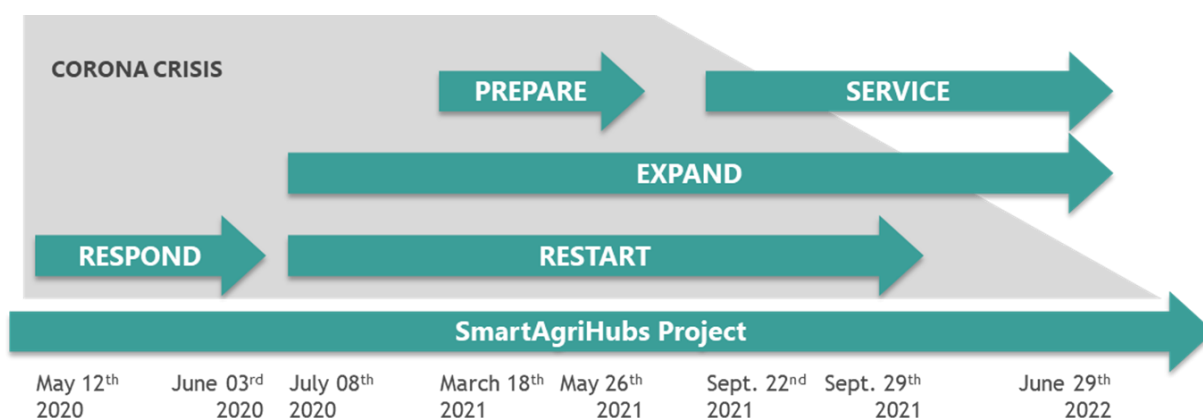 CORONA CRISIS
PREPARE
SERVICE
EXPAND
RESPOND
RESTART
SmartAgriHubs Project
May 12th 2020
June 03rd 2020
July 08th 2020
March 18th 2021
May 26th 2021
Sept. 22nd 2021
Sept. 29th 2021
June 29th 2022